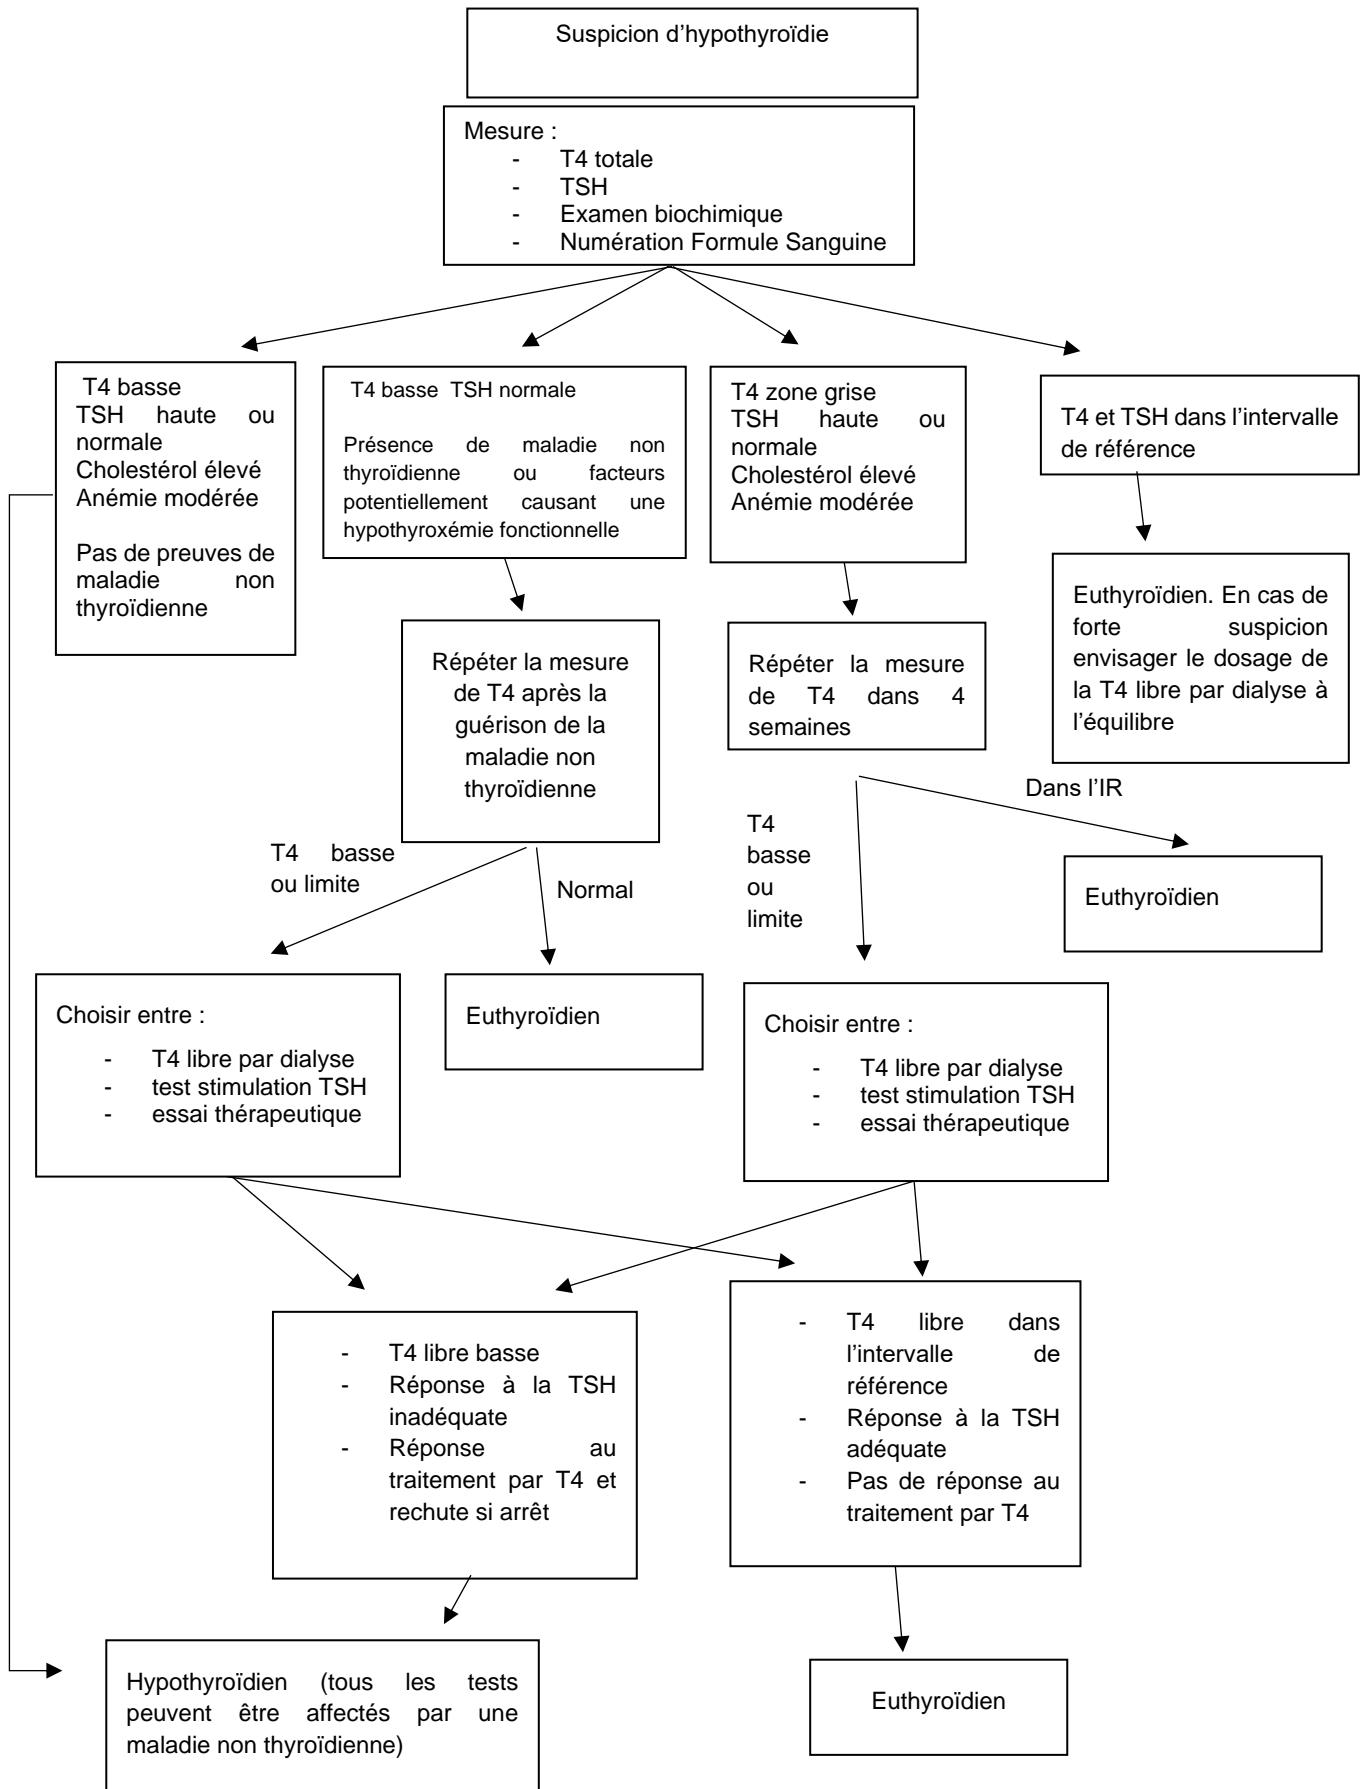 Suspicion d’hypothyroïdie
Mesure :
- T4 totale
- TSH
- Examen biochimique
- Numération Formule Sanguine
T4 basse
TSH haute ou
normale
Cholestérol élevé
Anémie modérée
Pas de preuves de
maladie non
thyroïdienne
T4 basse TSH normale
Présence de maladie non
thyroïdienne ou facteurs
potentiellement causant une
hypothyroxémie fonctionnelle
T4 zone grise
TSH haute ou
normale
Cholestérol élevé
Anémie modérée
T4 et TSH dans l’intervalle
de référence
Répéter la mesure
de T4 après la
guérison de la
maladie non
thyroïdienne
Répéter la mesure
de T4 dans 4
semaines
Euthyroïdien. En cas de
forte suspicion
envisager le dosage de
la T4 libre par dialyse à
l’équilibre
T4 basse
ou limite
Normal
T4
basse
ou
limite
Dans l’IR
Euthyroïdien
Choisir entre :
- T4 libre par dialyse
- test stimulation TSH
- essai thérapeutique
Euthyroïdien
Choisir entre :
- T4 libre par dialyse
- test stimulation TSH
- essai thérapeutique
- T4 libre basse
- Réponse à la TSH
inadéquate
- Réponse au
traitement par T4 et
rechute si arrêt
- T4 libre dans
l’intervalle de
référence
- Réponse à la TSH
adéquate
- Pas de réponse au
traitement par T4
Hypothyroïdien (tous les tests
peuvent être affectés par une
maladie non thyroïdienne)
Euthyroïdien